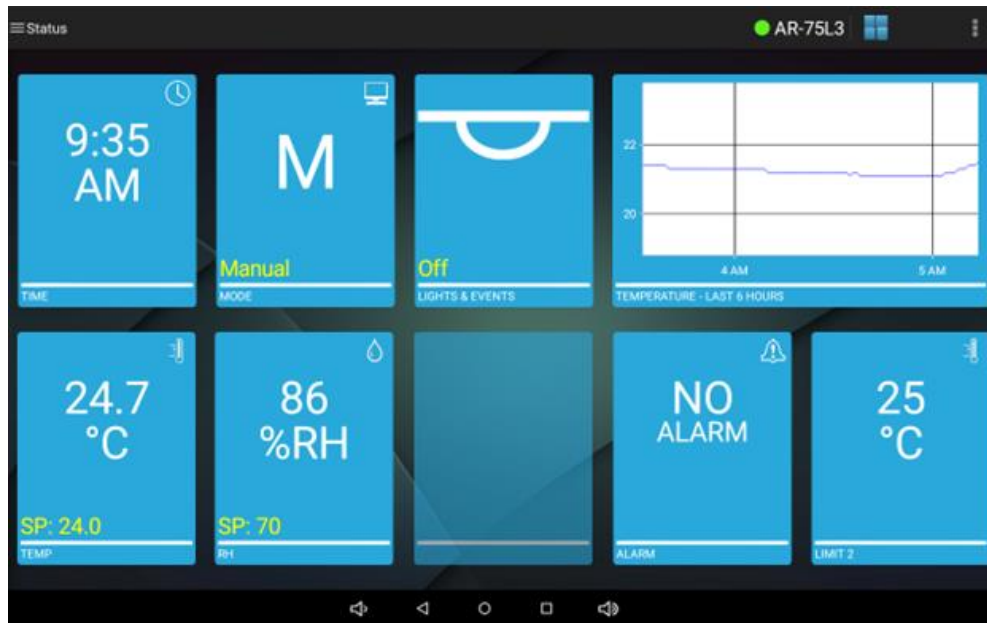 Status
AR-75L3
9:35
AM
TIME
M
Manual
MODE
Off
LIGHTS & EVENTS
22
20
4 AM
5 AM
TEMPERATURE - LAST 6 HOURS
24.7
°C
SP: 24.0
TEMP
86
%RH
SP: 70
RH
NO
ALARM
ALARM
25
°C
LIMIT 2